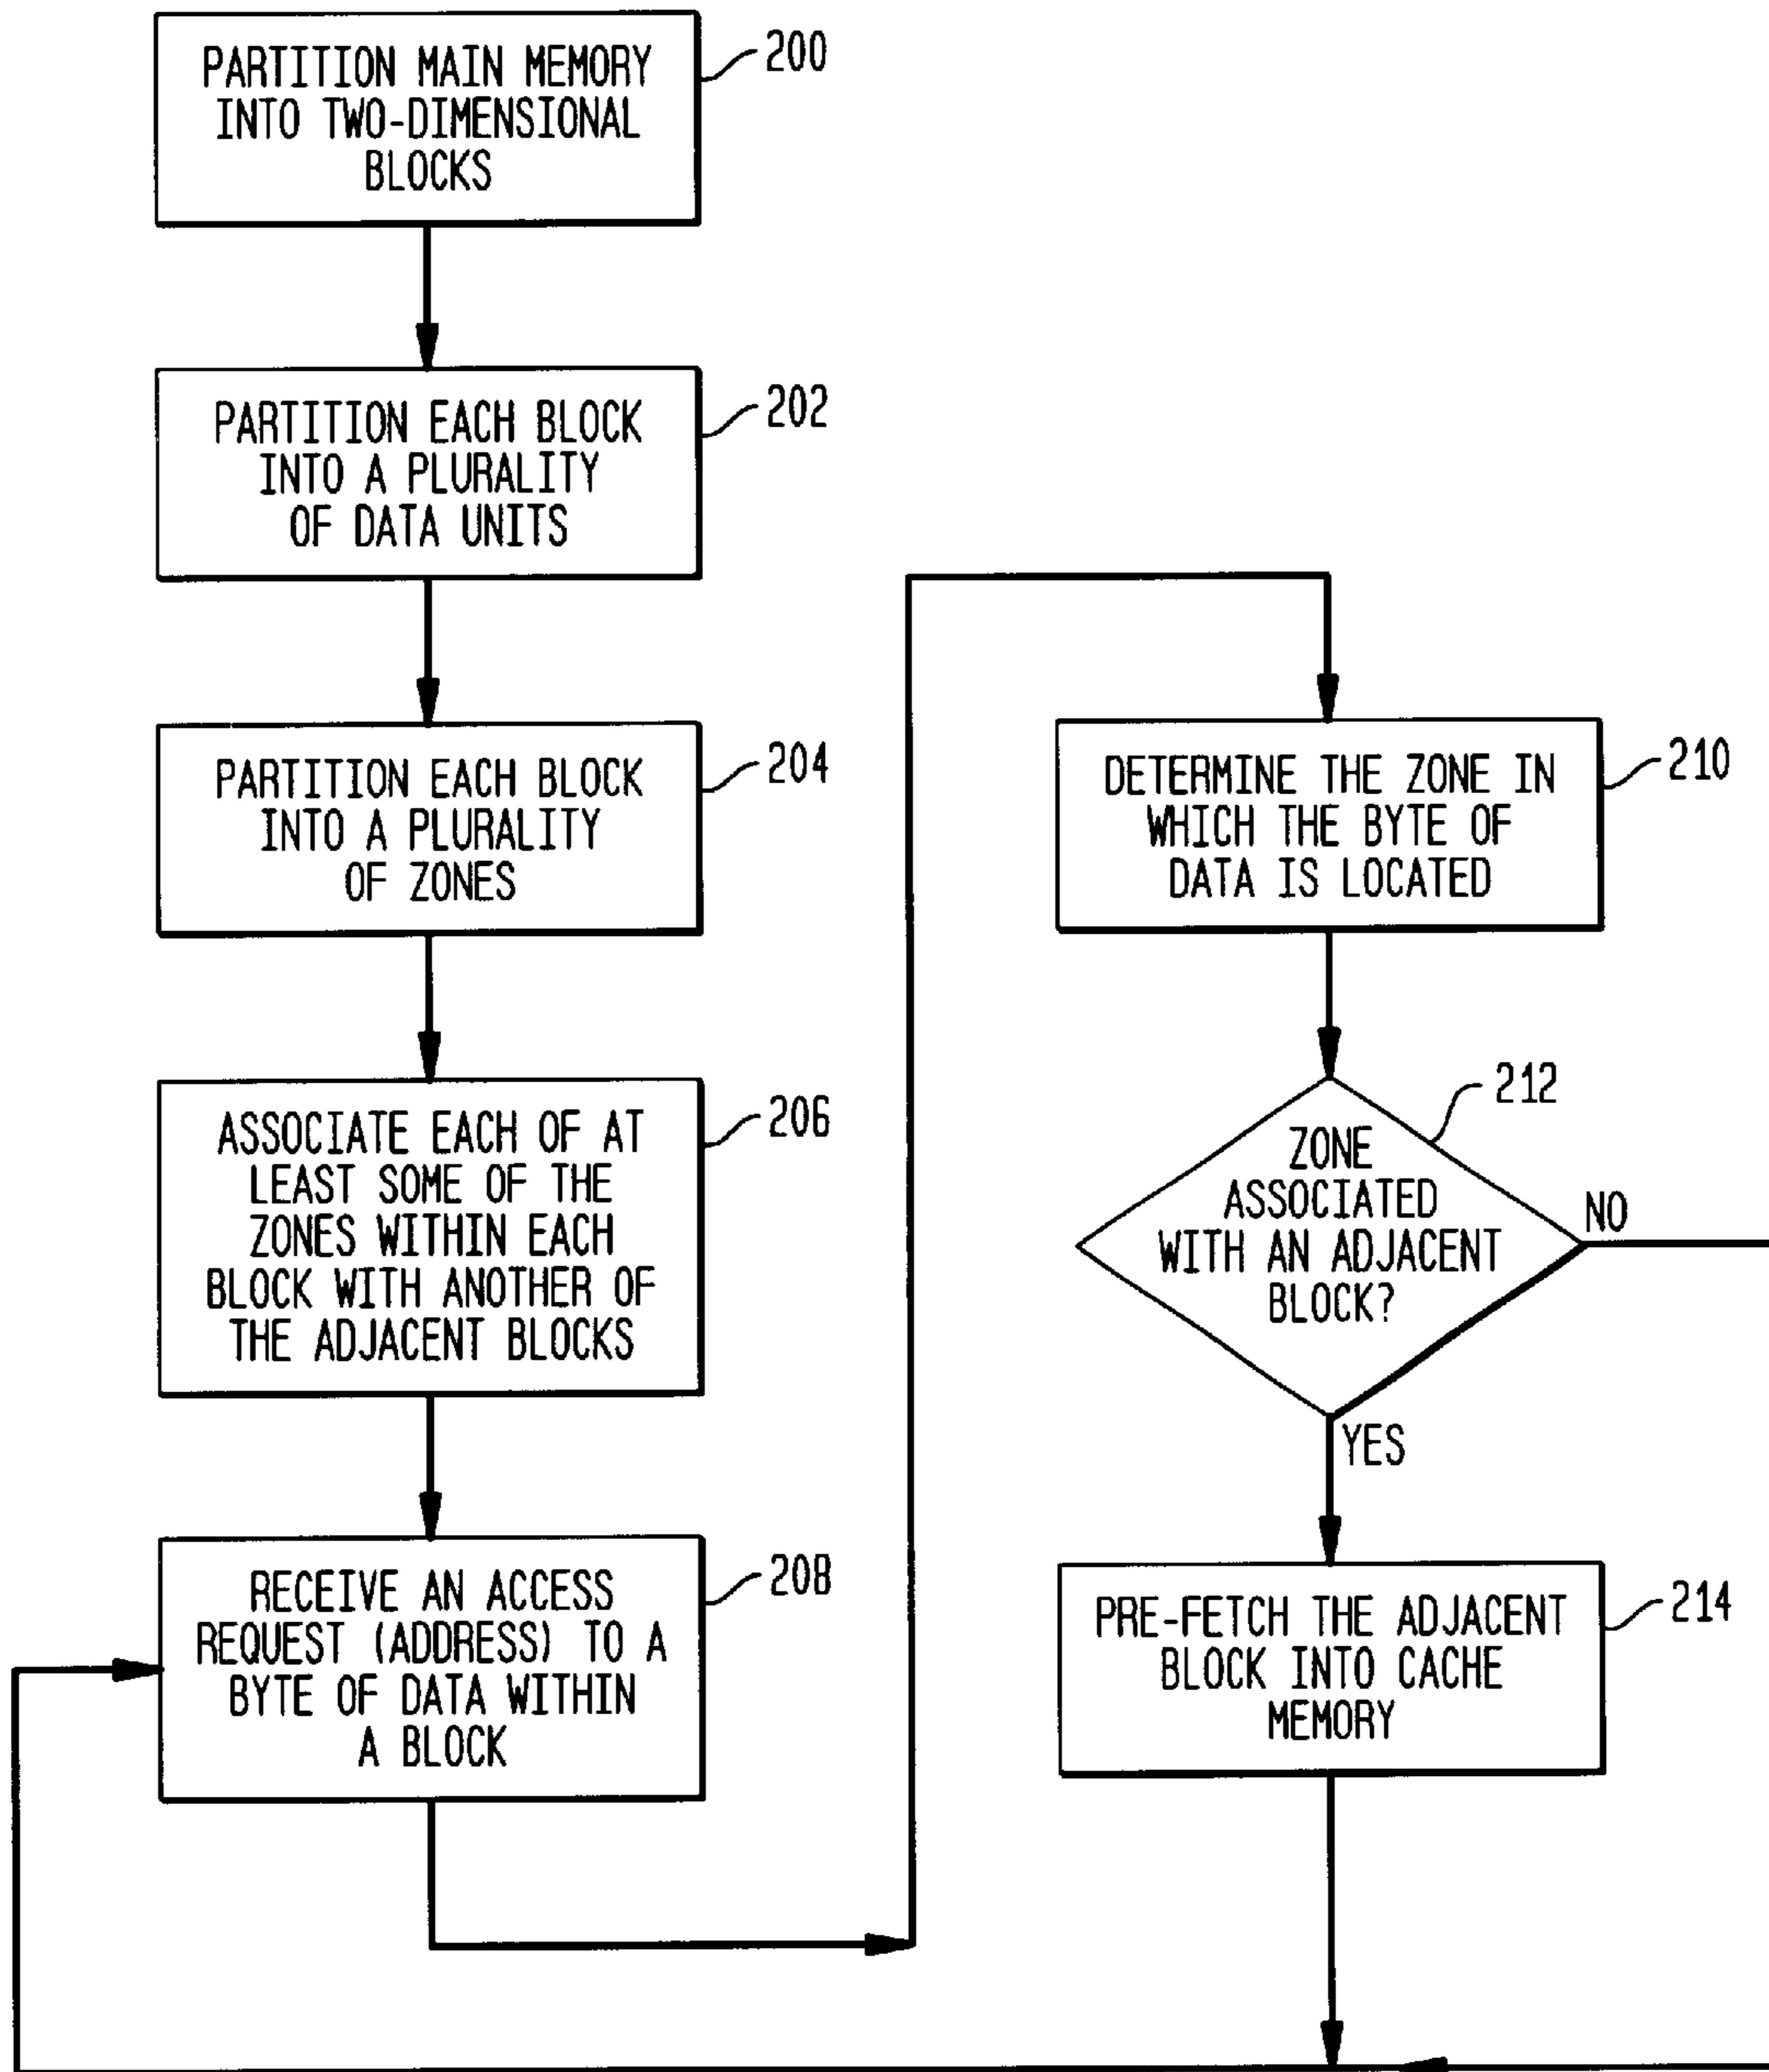 PARTITION MAIN MEMORY
INTO TWO-DIMENSIONAL
BLOCKS
200
PARTITION EACH BLOCK
INTO A PLURALITY
OF DATA UNITS
202
PARTITION EACH BLOCK
INTO A PLURALITY
OF ZONES
204
ASSOCIATE EACH OF AT
LEAST SOME OF THE
ZONES WITHIN EACH
BLOCK WITH ANOTHER OF
THE ADJACENT BLOCKS
206
RECEIVE AN ACCESS
REQUEST (ADDRESS) TO A
BYTE OF DATA WITHIN
A BLOCK
208
DETERMINE THE ZONE IN
WHICH THE BYTE OF
DATA IS LOCATED
210
ZONE
ASSOCIATED
WITH AN ADJACENT
BLOCK?
212
NO
YES
PRE-FETCH THE ADJACENT
BLOCK INTO CACHE
MEMORY
214